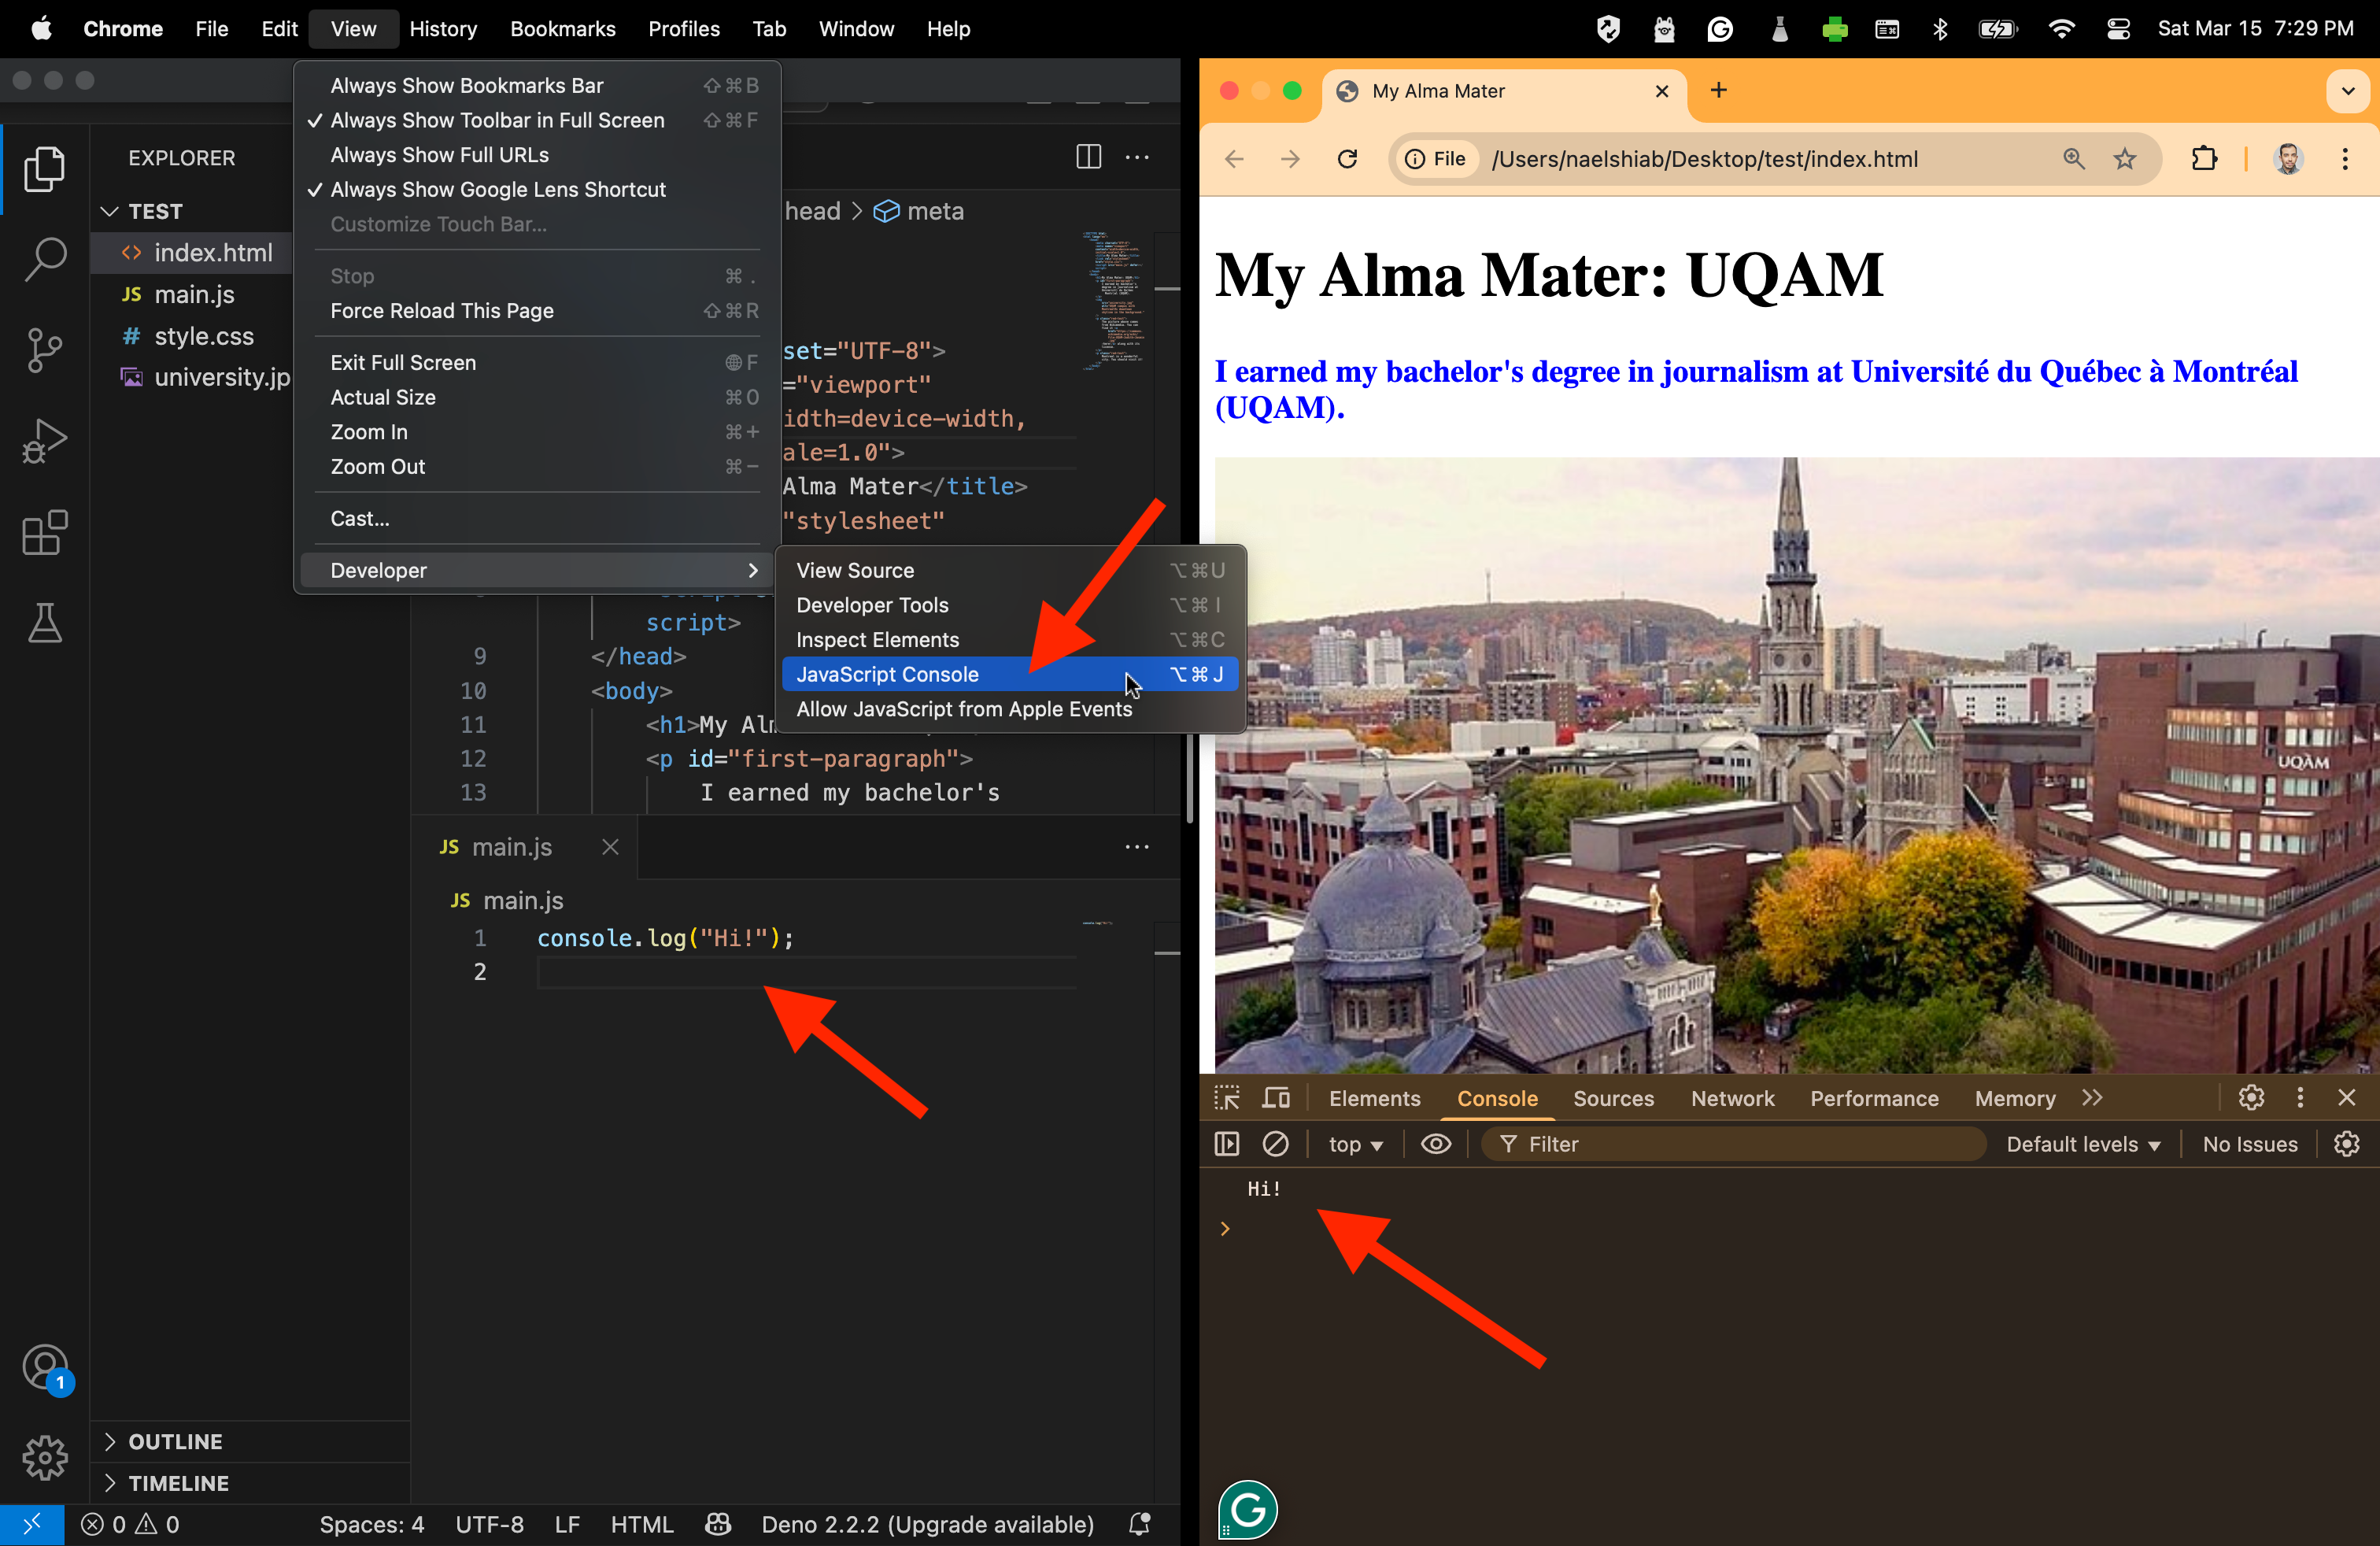 Chrome File Edit View History Bookmarks Profiles Tab Window Help
Sat Mar 15 7:29 PM
Always Show Bookmarks Bar ⇧⌘B
✓ Always Show Toolbar in Full Screen ⇧⌘F
Always Show Full URLs
✓ Always Show Google Lens Shortcut
Customize Touch Bar...
Stop ⌘.
Force Reload This Page ⇧⌘R
Exit Full Screen F
Actual Size ⌘0
Zoom In ⌘+
Zoom Out ⌘−
Cast...
Developer
View Source ⌥⌘U
Developer Tools ⌥⌘I
Inspect Elements ⌥⌘C
JavaScript Console ⌥⌘J
Allow JavaScript from Apple Events
EXPLORER
TEST
index.html
JS main.js
# style.css
university.jp
head > meta
set="UTF-8">
="viewport"
idth=device-width,
ale=1.0">
Alma Mater</title>
"stylesheet"
script>
9 </head>
10 <body>
11 <h1>My Al
12 <p id="first-paragraph">
13 I earned my bachelor's
JS main.js
JS main.js
1 console.log("Hi!");
2
1
OUTLINE
TIMELINE
0 0 Spaces: 4 UTF-8 LF HTML Deno 2.2.2 (Upgrade available)
My Alma Mater
File /Users/naelshiab/Desktop/test/index.html
My Alma Mater: UQAM
I earned my bachelor's degree in journalism at Université du Québec à Montréal
(UQAM).
UQÀM
Elements Console Sources Network Performance Memory
top Filter Default levels No Issues
Hi!